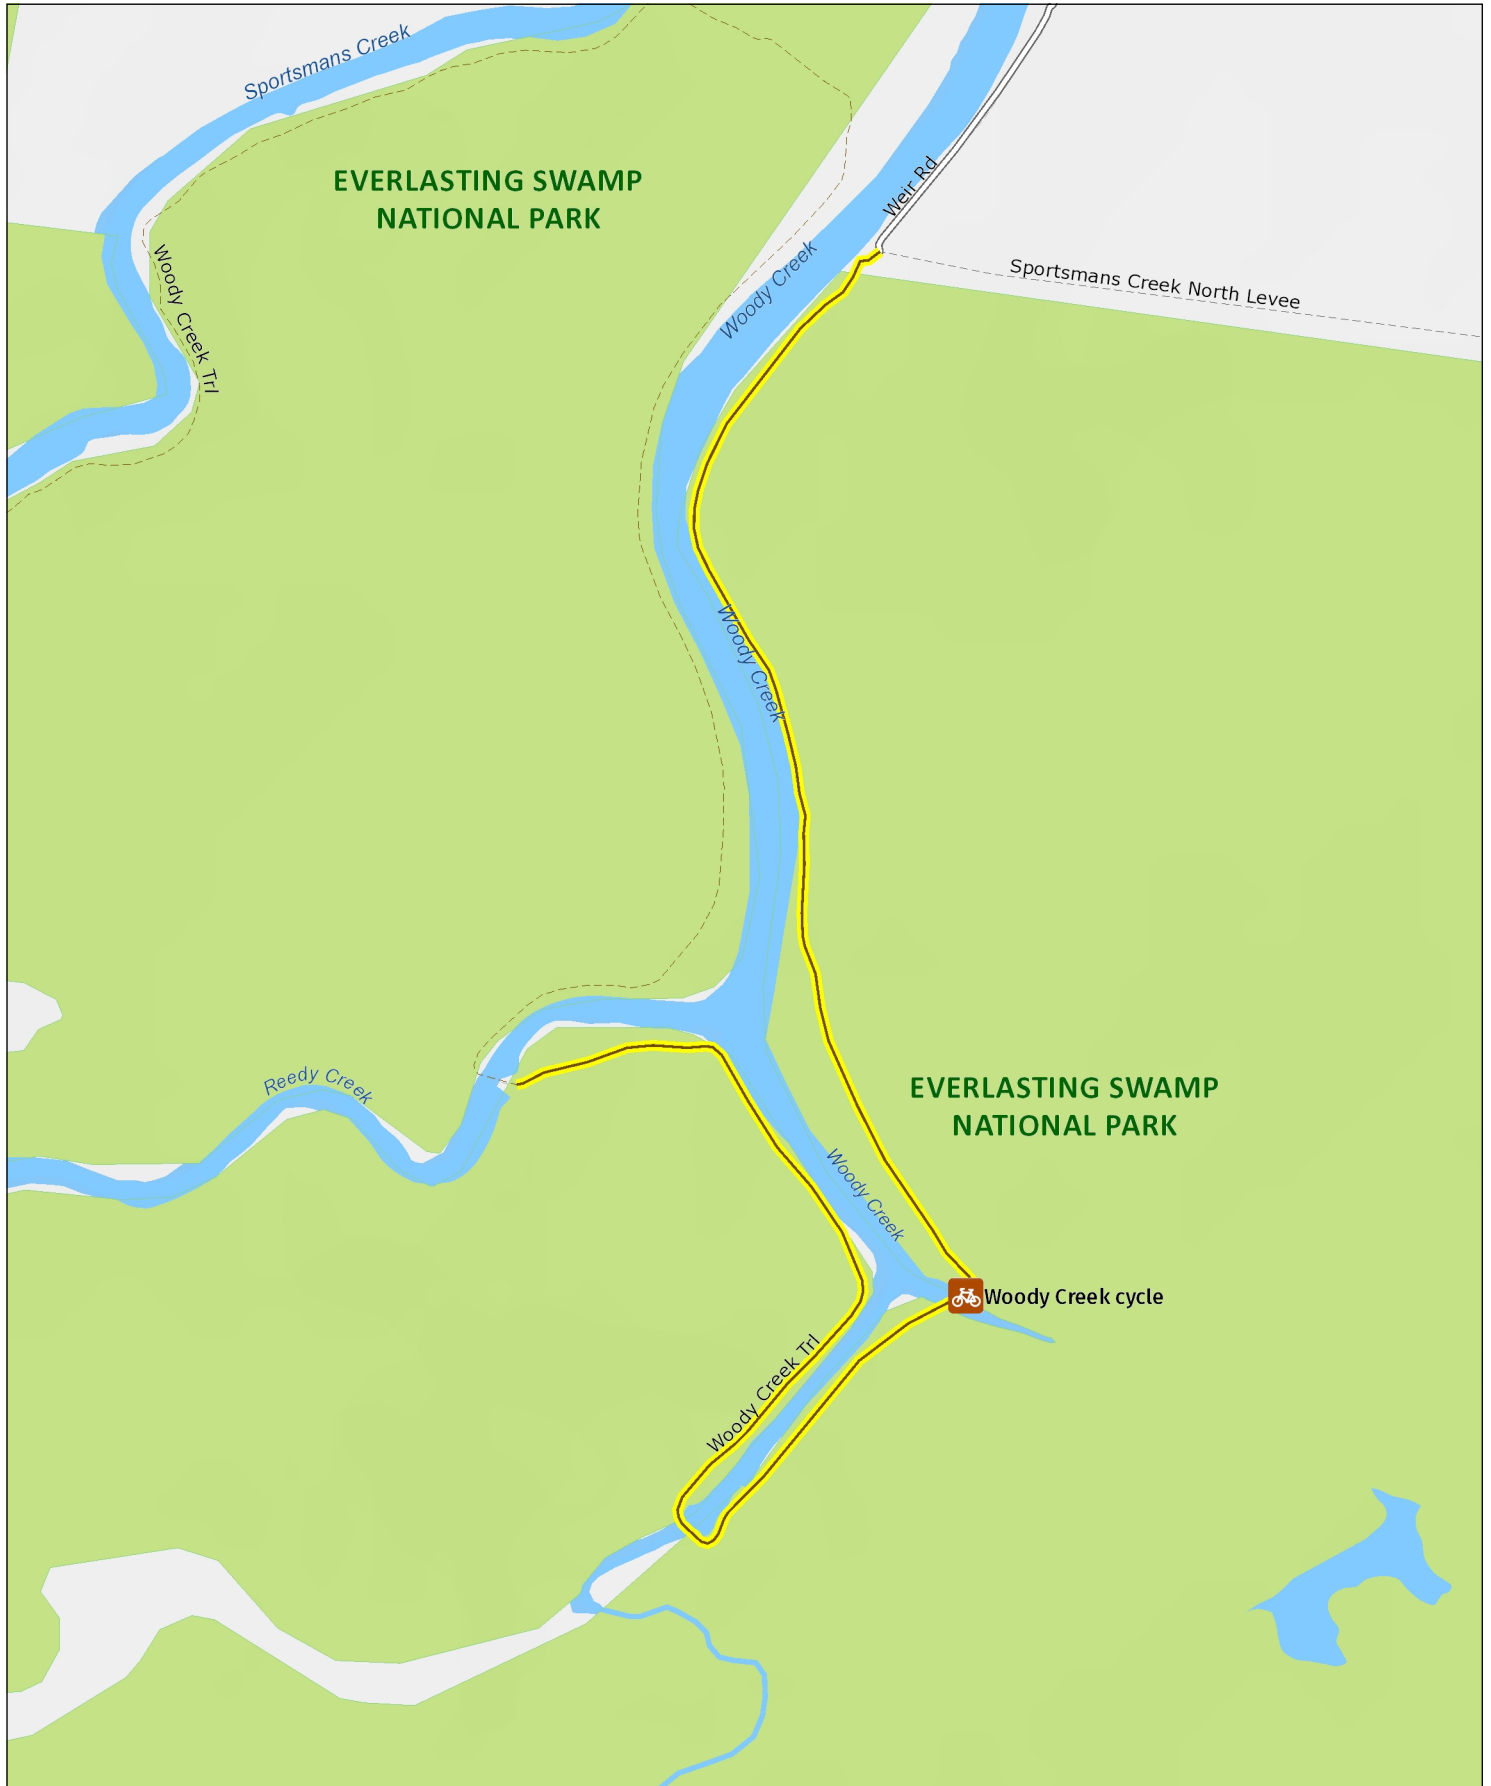 Sportsmans Creek
EVERLASTING SWAMP
NATIONAL PARK
Weir Rd
Woody Creek
Sportsmans Creek North Levee
Woody Creek Trl
Woody Creek
Reedy Creek
EVERLASTING SWAMP
NATIONAL PARK
Woody Creek
Woody Creek cycle
Woody Creek Trl